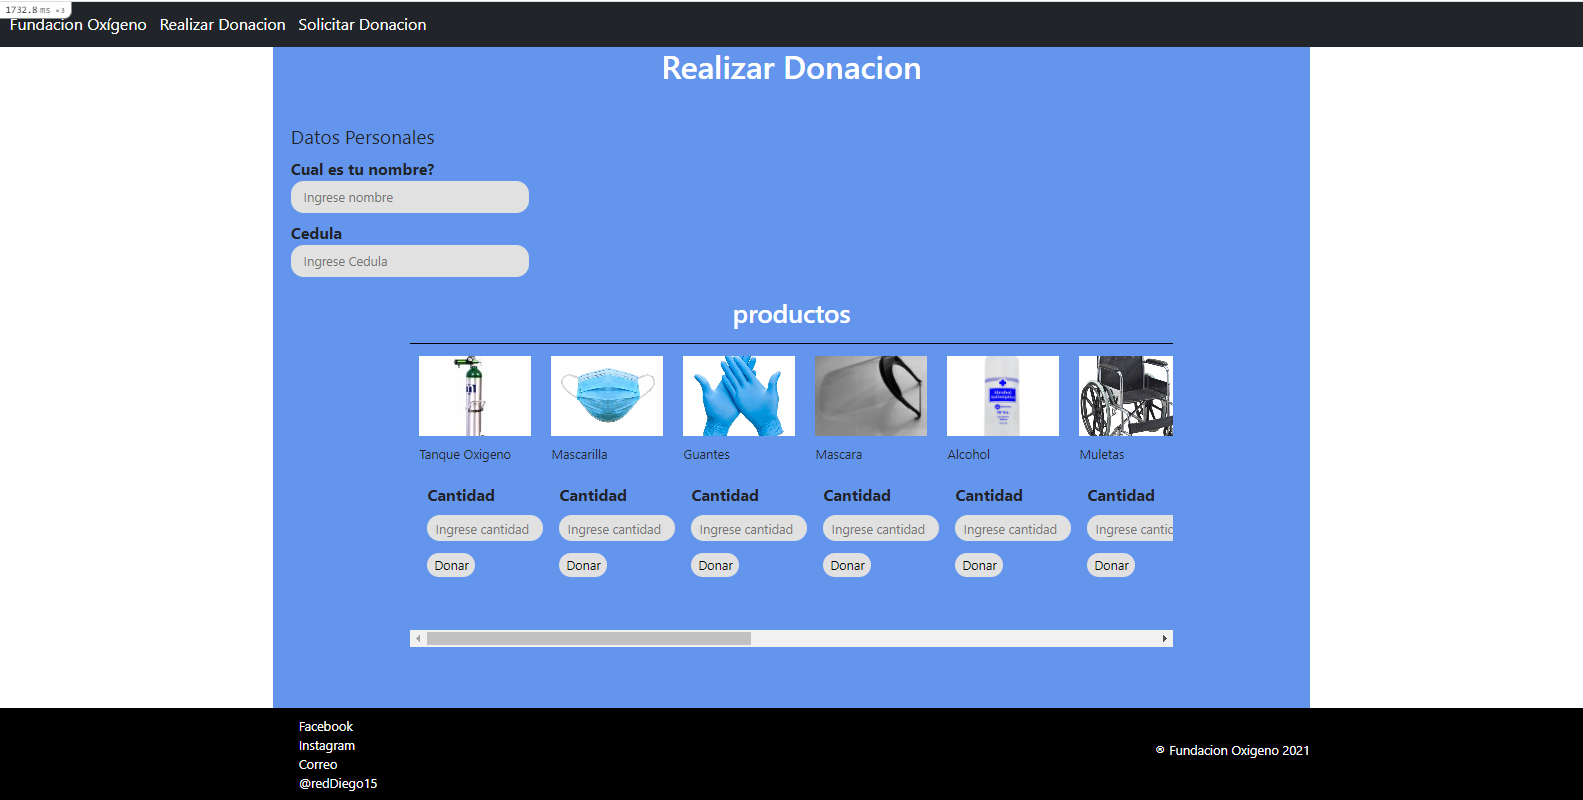 1732.8 ms ×3
Fundacion Oxígeno Realizar Donacion Solicitar Donacion
Realizar Donacion
Datos Personales
Cual es tu nombre?
Ingrese nombre
Cedula
Ingrese Cedula
productos
Tanque Oxigeno Mascarilla Guantes Mascara Alcohol Muletas
Cantidad Cantidad Cantidad Cantidad Cantidad Cantidad
Ingrese cantidad Ingrese cantidad Ingrese cantidad Ingrese cantidad Ingrese cantidad Ingrese cantid
Donar Donar Donar Donar Donar Donar
Facebook
Instagram
Correo
@redDiego15
® Fundacion Oxigeno 2021